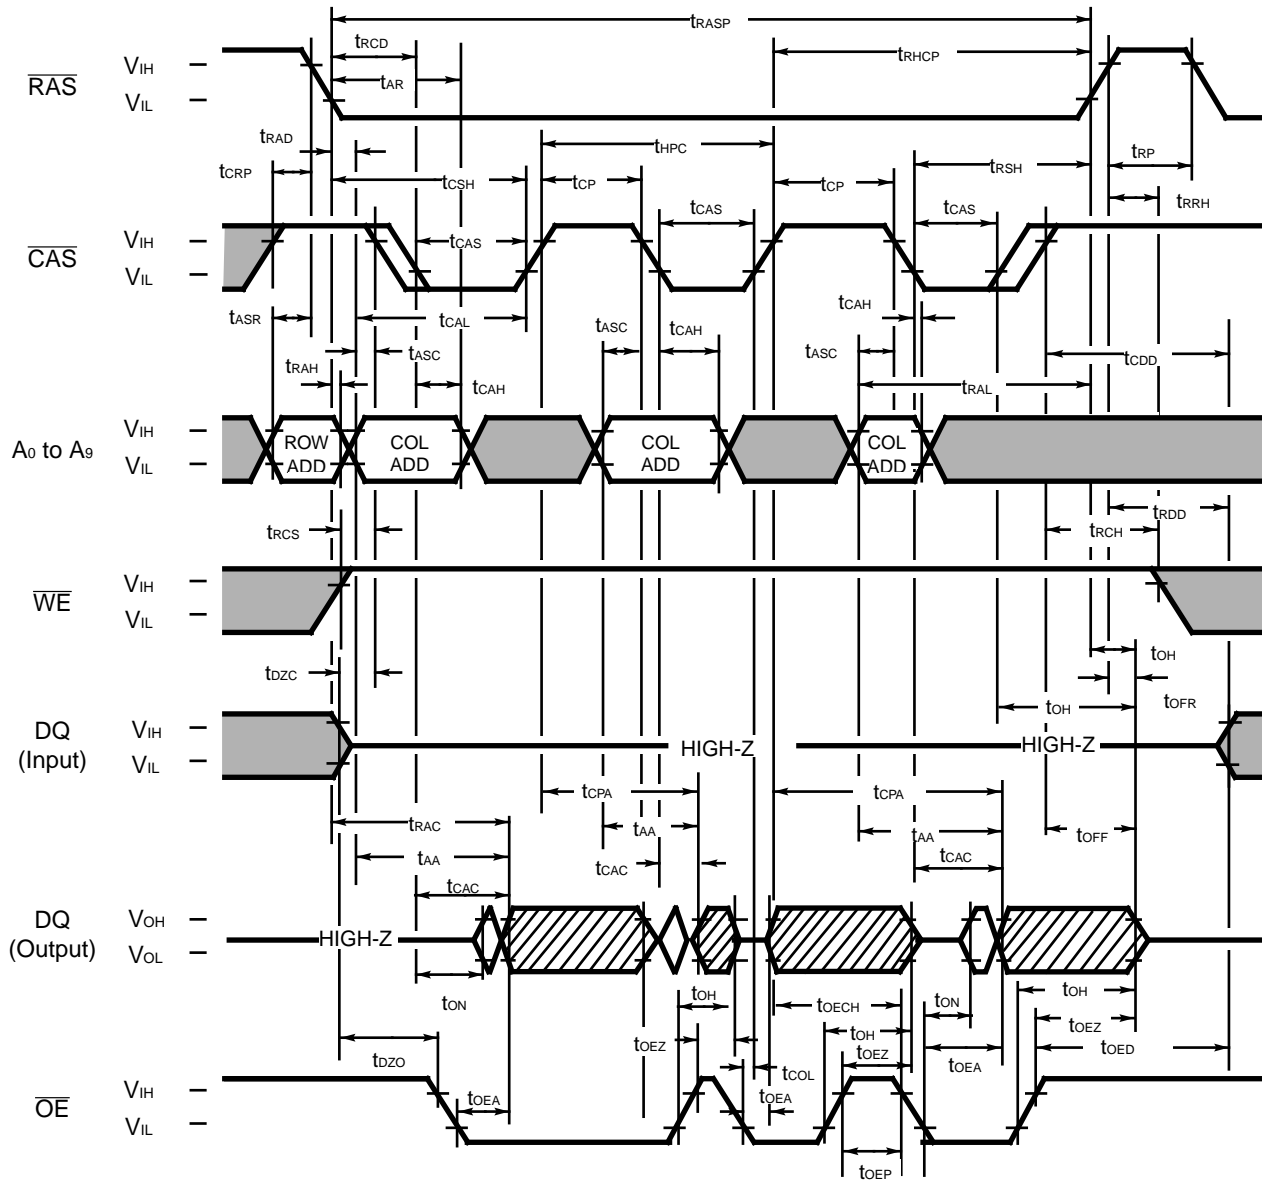 tRASP
tRCD
tRHCP
tAR
RAS
VIH
VIL
tRAD
tHPC
tRP
tCRP
tCSH
tCP
tCP
tRSH
tRRH
tCAS
tCAS
CAS
VIH
VIL
tCAS
tASR
tCAL
tASC
tCAH
tCAH
tRAH
tASC
tASC
tCDD
tCAH
tRAL
A0 to A9
VIH
VIL
ROW ADD
COL ADD
COL ADD
COL ADD
tRDD
tRCS
tRCH
WE
VIH
VIL
tOH
tDZC
tOFR
tOH
DQ
(Input)
VIH
VIL
HIGH-Z
HIGH-Z
tCPA
tCPA
tRAC
tAA
tAA
tOFF
tAA
tCAC
tCAC
tCAC
DQ
(Output)
VOH
VOL
HIGH-Z
tON
tOH
tOECH
tON
tOH
tOH
tOEZ
tDZO
tOEZ
tOEZ
tOEA
tOED
tCOL
tOEA
tOEA
OE
VIH
VIL
tOEP